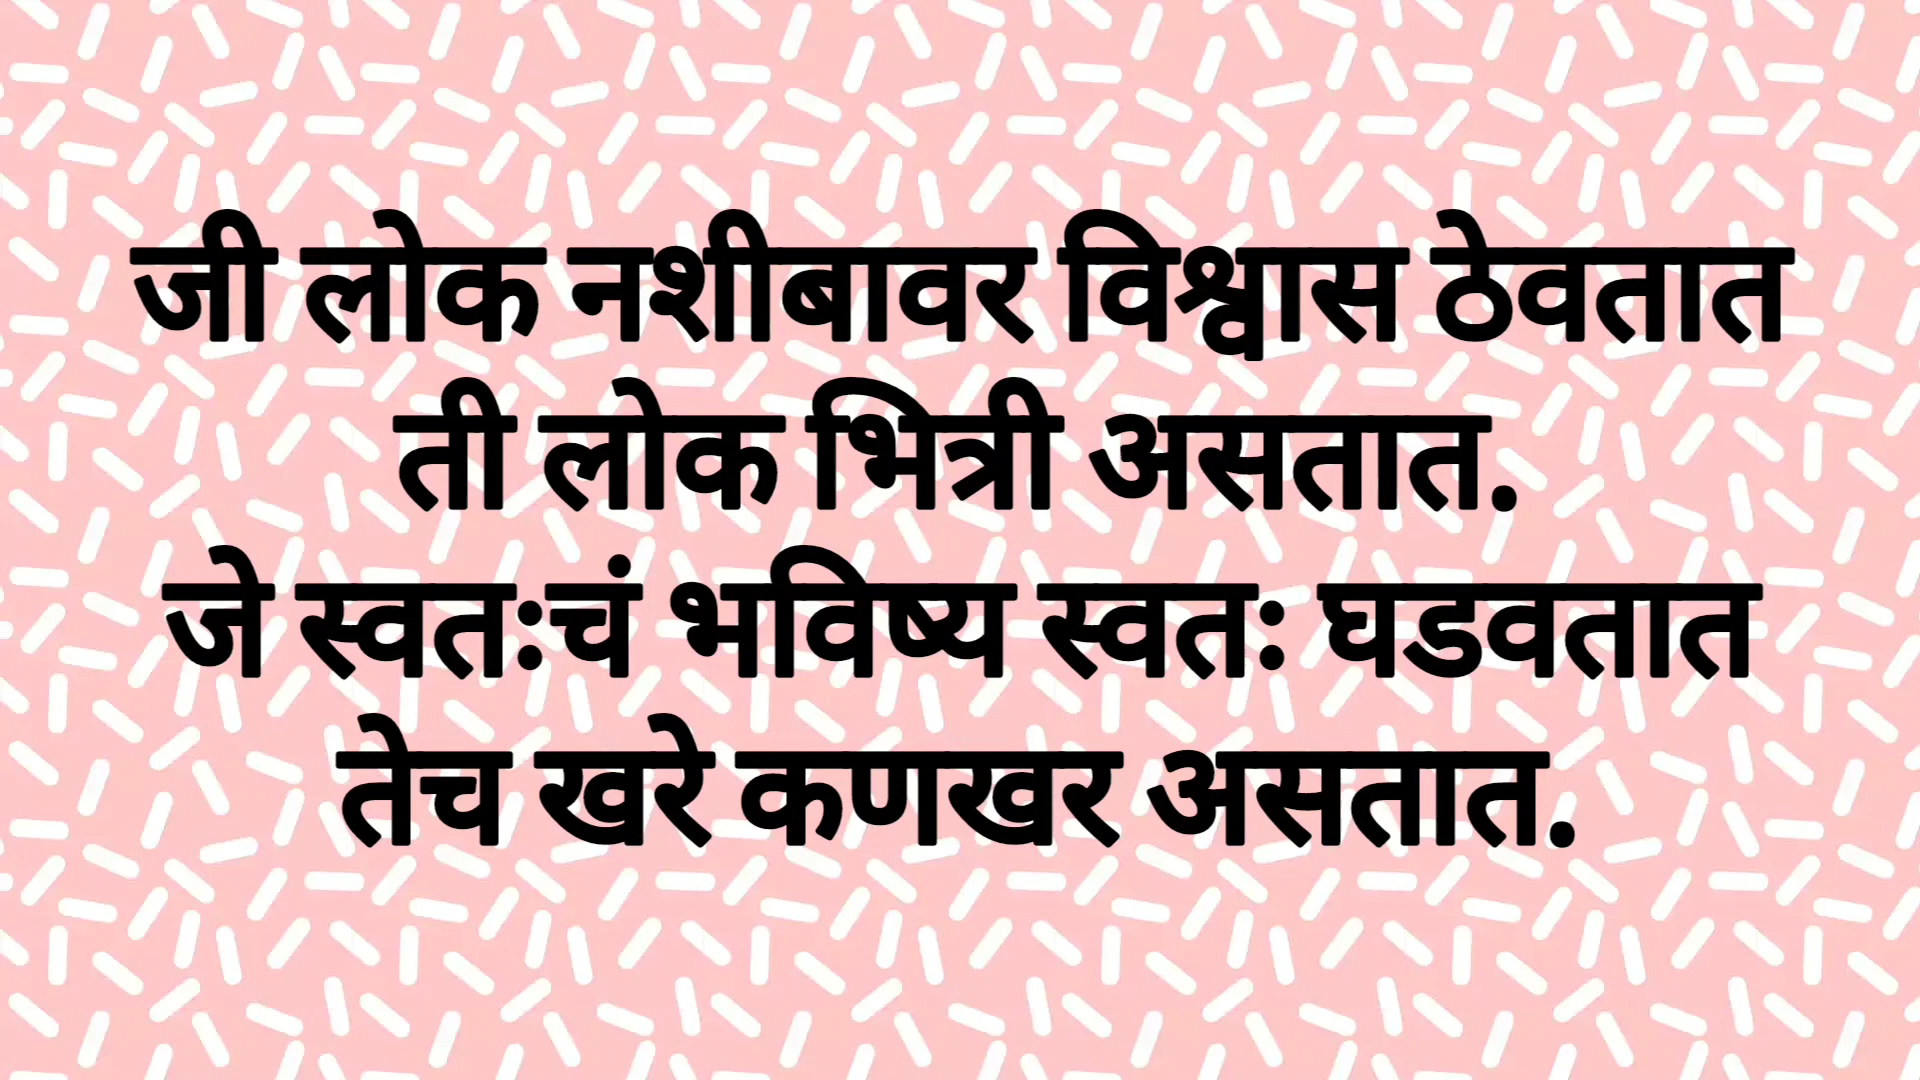 जी लोक नशीबावर विश्वास ठेवतात
ती लोक भित्री असतात.
जे स्वत:चं भविष्य स्वत: घडवतात
तेच खरे कणखर असतात.